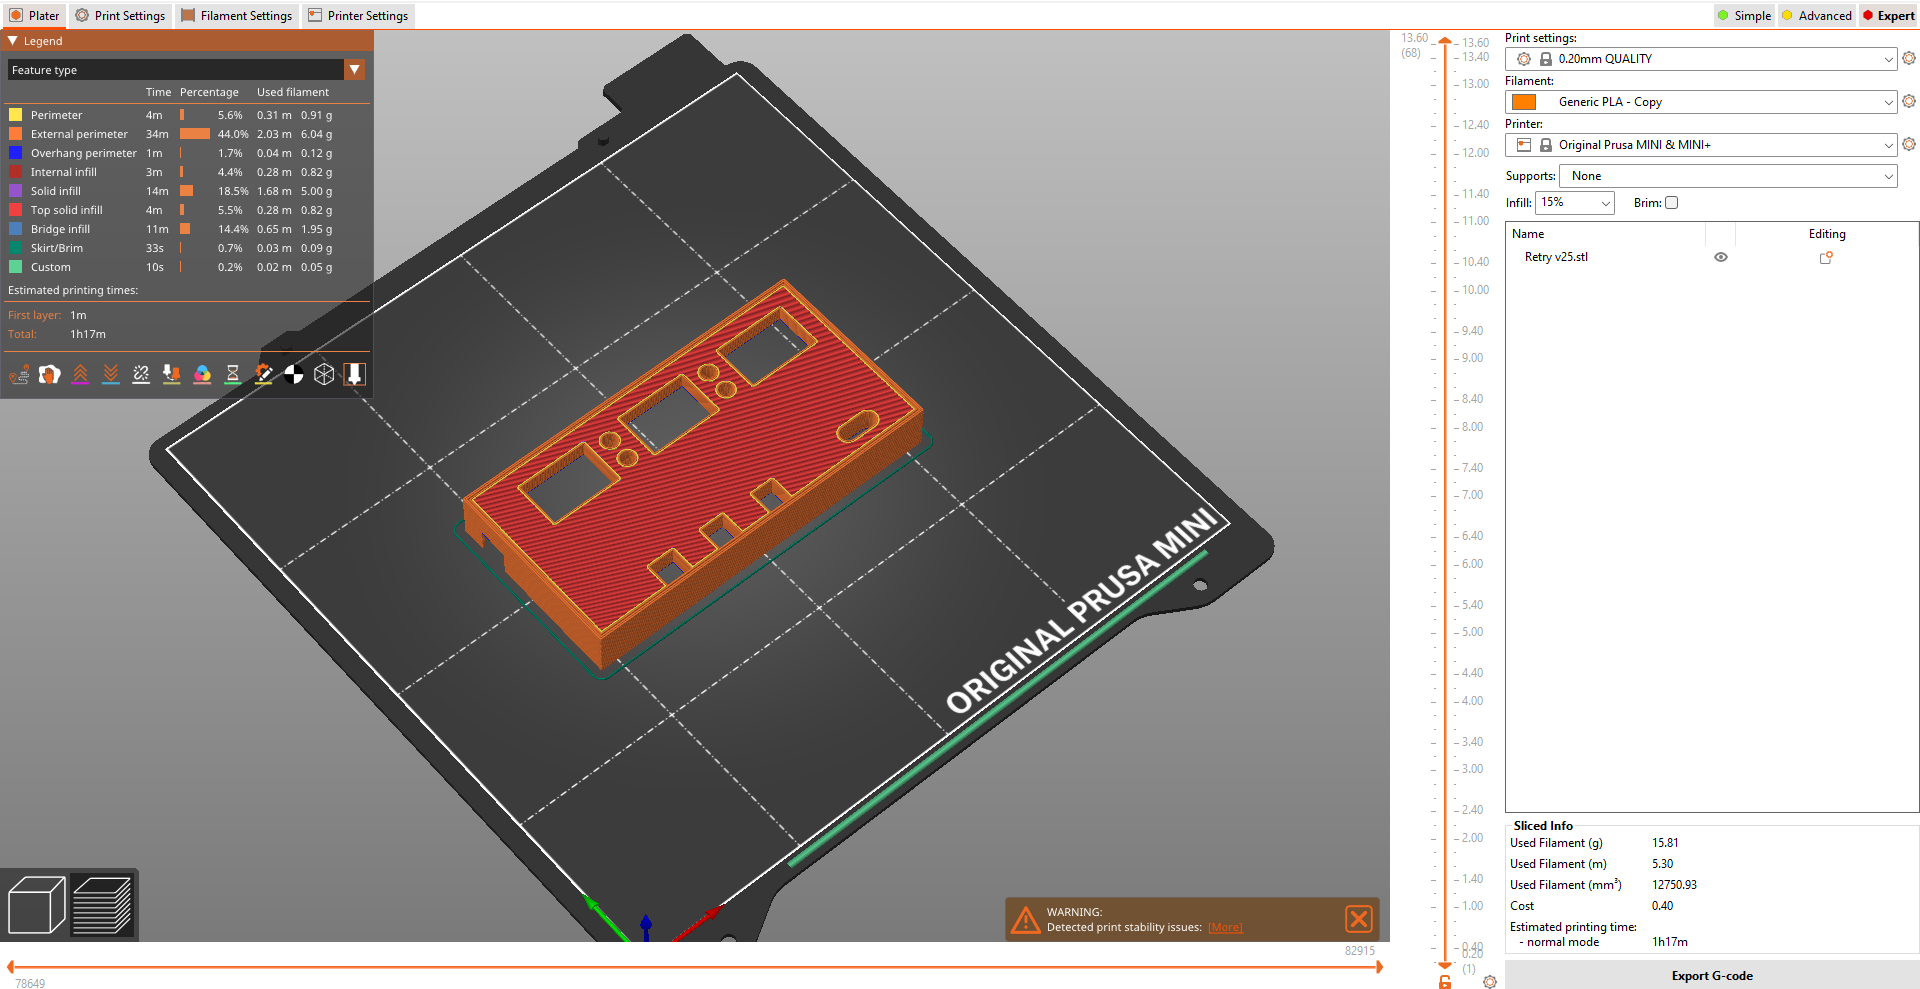 Plater Print Settings Filament Settings Printer Settings Simple Advanced Expert
Legend
Feature type
Time Percentage Used filament
Perimeter 4m 5.6% 0.31 m 0.91 g
External perimeter 34m 44.0% 2.03 m 6.04 g
Overhang perimeter 1m 1.7% 0.04 m 0.12 g
Internal infill 3m 4.4% 0.28 m 0.82 g
Solid infill 14m 18.5% 1.68 m 5.00 g
Top solid infill 4m 5.5% 0.28 m 0.82 g
Bridge infill 11m 14.4% 0.65 m 1.95 g
Skirt/Brim 33s 0.7% 0.03 m 0.09 g
Custom 10s 0.2% 0.02 m 0.05 g
Estimated printing times:
First layer: 1m
Total: 1h17m
ORIGINAL PRUSA MINI
WARNING:
Detected print stability issues: [More]
82915
78649
13.60
(68)
13.60
13.40
13.00
12.40
12.00
11.40
11.00
10.40
10.00
9.40
9.00
8.40
8.00
7.40
7.00
6.40
6.00
5.40
5.00
4.40
4.00
3.40
3.00
2.40
2.00
1.40
1.00
0.40
0.20
(1)
Print settings:
0.20mm QUALITY
Filament:
Generic PLA - Copy
Printer:
Original Prusa MINI & MINI+
Supports: None
Infill: 15% Brim:
Name Editing
Retry v25.stl
Sliced Info
Used Filament (g) 15.81
Used Filament (m) 5.30
Used Filament (mm³) 12750.93
Cost 0.40
Estimated printing time:
- normal mode 1h17m
Export G-code